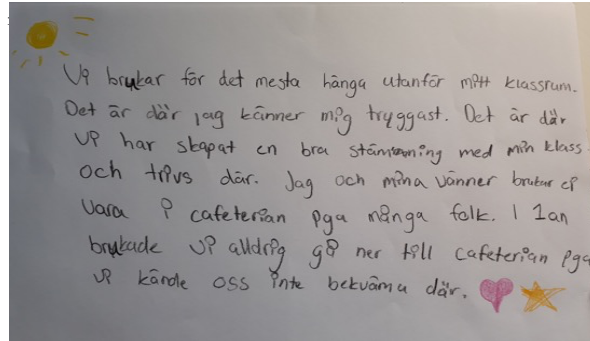 Vi brukar för det mesta hänga utanför mitt klassrum.
Det är där jag känner mig tryggast. Det är där
vi har skapat en bra stämning med min klass
och trivs där. Jag och mina vänner brukar ej
vara i cafeterian pga många folk. I 1an
brukade vi alldrig gå ner till cafeterian pga
vi kände oss inte bekväma där.